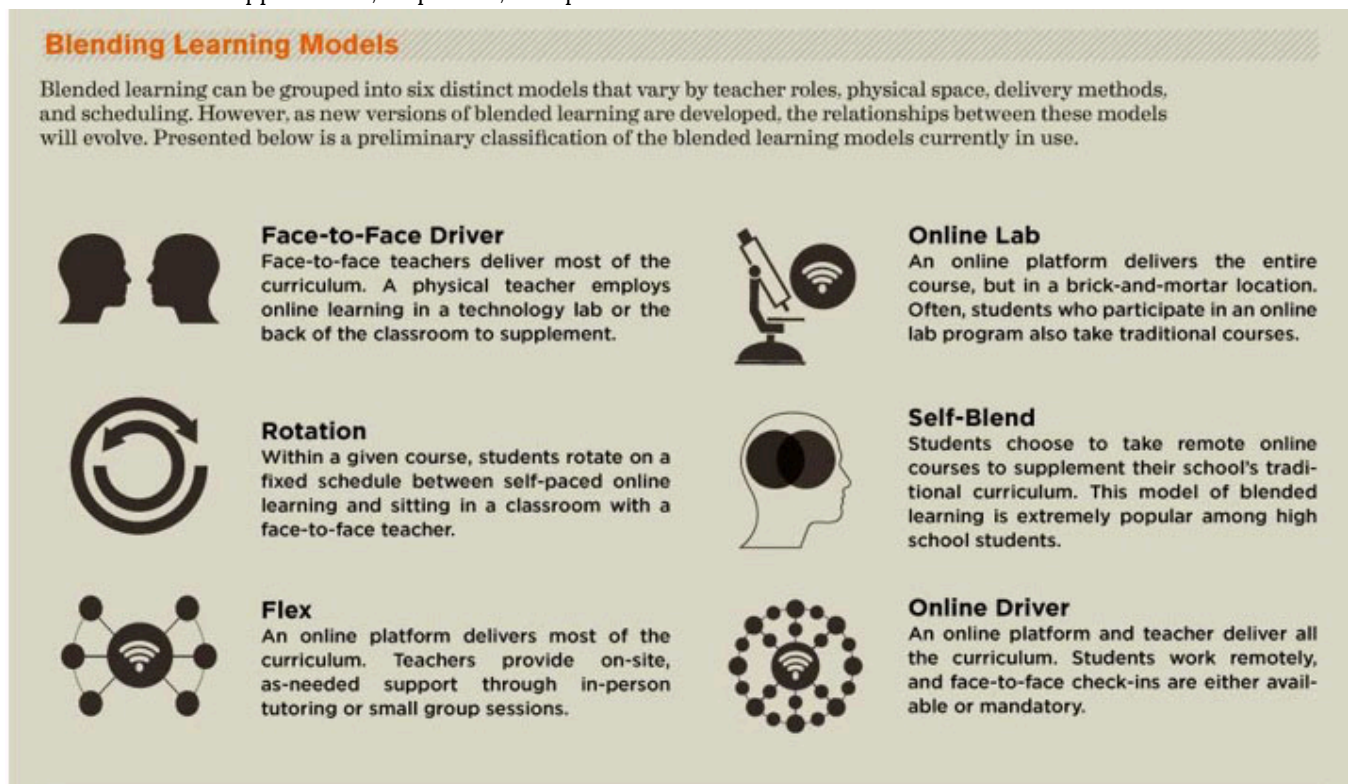 Blending Learning Models
Blended learning can be grouped into six distinct models that vary by teacher roles, physical space, delivery methods,
and scheduling. However, as new versions of blended learning are developed, the relationships between these models
will evolve. Presented below is a preliminary classification of the blended learning models currently in use.
Face-to-Face Driver
Face-to-face teachers deliver most of the
curriculum. A physical teacher employs
online learning in a technology lab or the
back of the classroom to supplement.
Rotation
Within a given course, students rotate on a
fixed schedule between self-paced online
learning and sitting in a classroom with a
face-to-face teacher.
Flex
An online platform delivers most of the
curriculum. Teachers provide on-site,
as-needed support through in-person
tutoring or small group sessions.
Online Lab
An online platform delivers the entire
course, but in a brick-and-mortar location.
Often, students who participate in an online
lab program also take traditional courses.
Self-Blend
Students choose to take remote online
courses to supplement their school's tradi-
tional curriculum. This model of blended
learning is extremely popular among high
school students.
Online Driver
An online platform and teacher deliver all
the curriculum. Students work remotely,
and face-to-face check-ins are either avail-
able or mandatory.